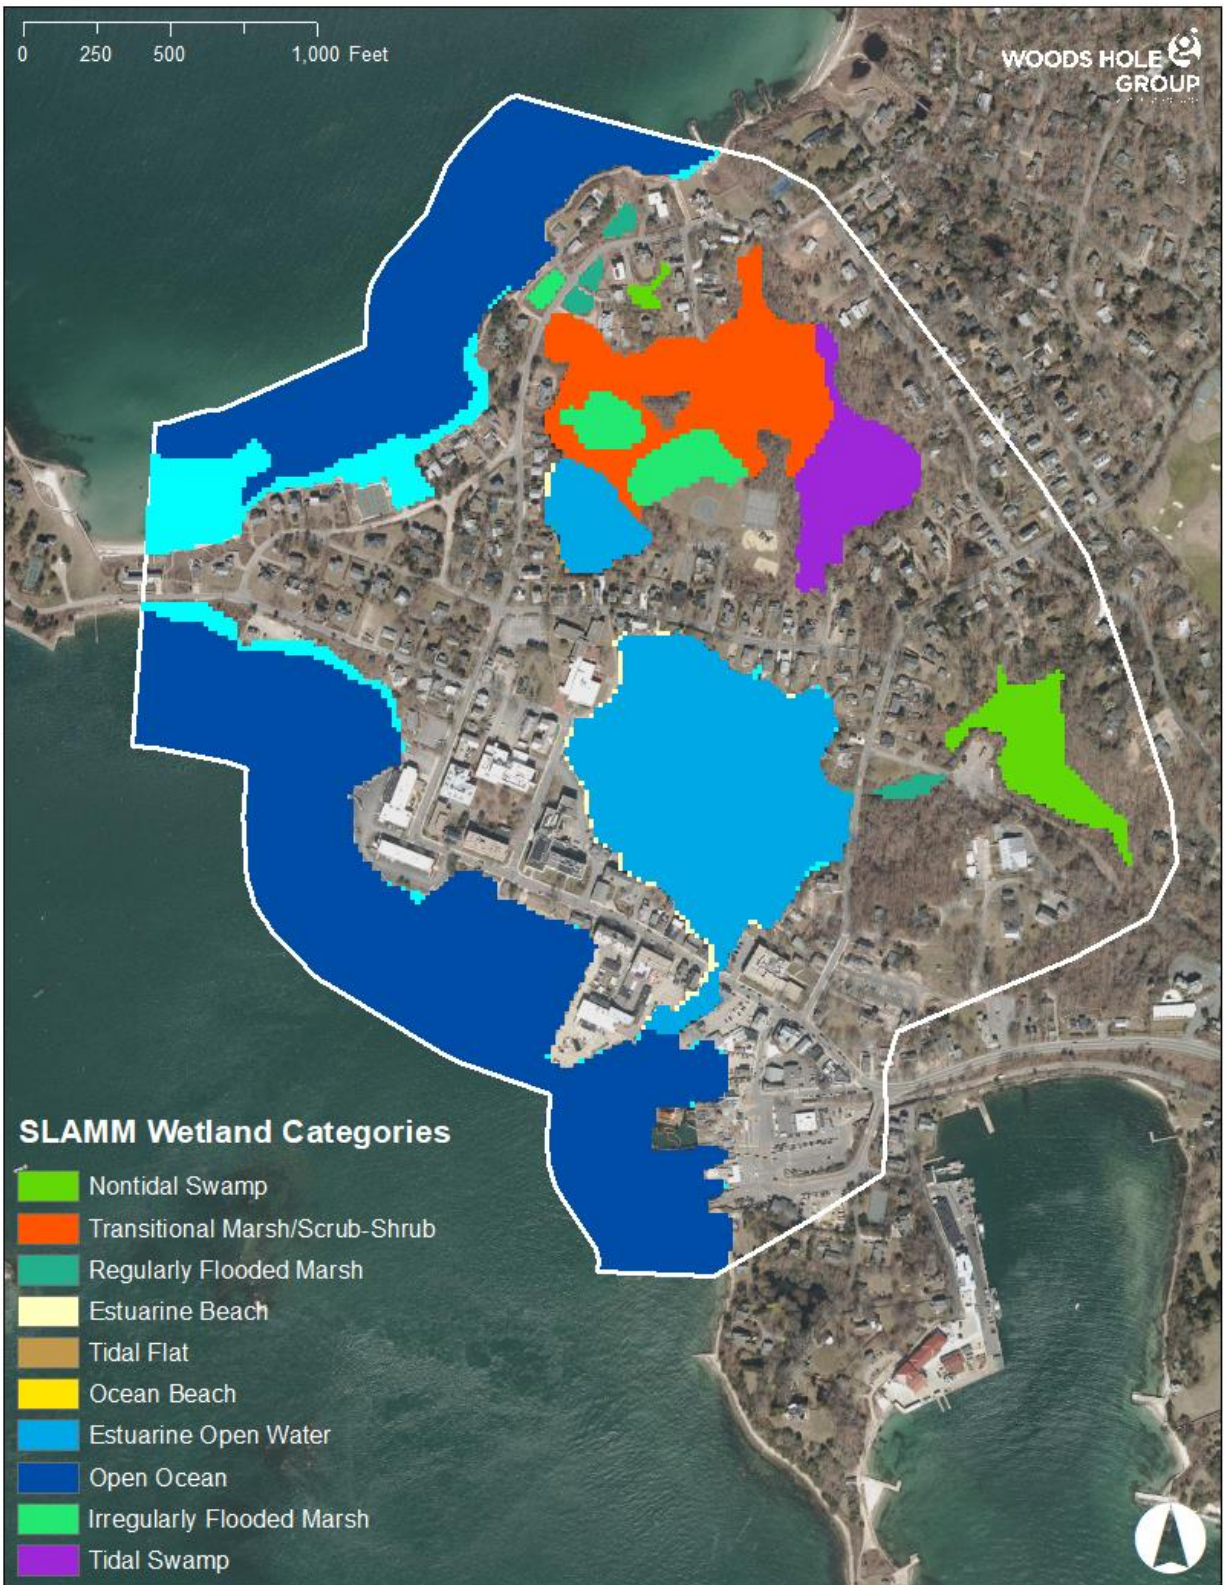 0 250 500 1,000 Feet
WOODS HOLE
GROUP
SLAMM Wetland Categories
Nontidal Swamp
Transitional Marsh/Scrub-Shrub
Regularly Flooded Marsh
Estuarine Beach
Tidal Flat
Ocean Beach
Estuarine Open Water
Open Ocean
Irregularly Flooded Marsh
Tidal Swamp